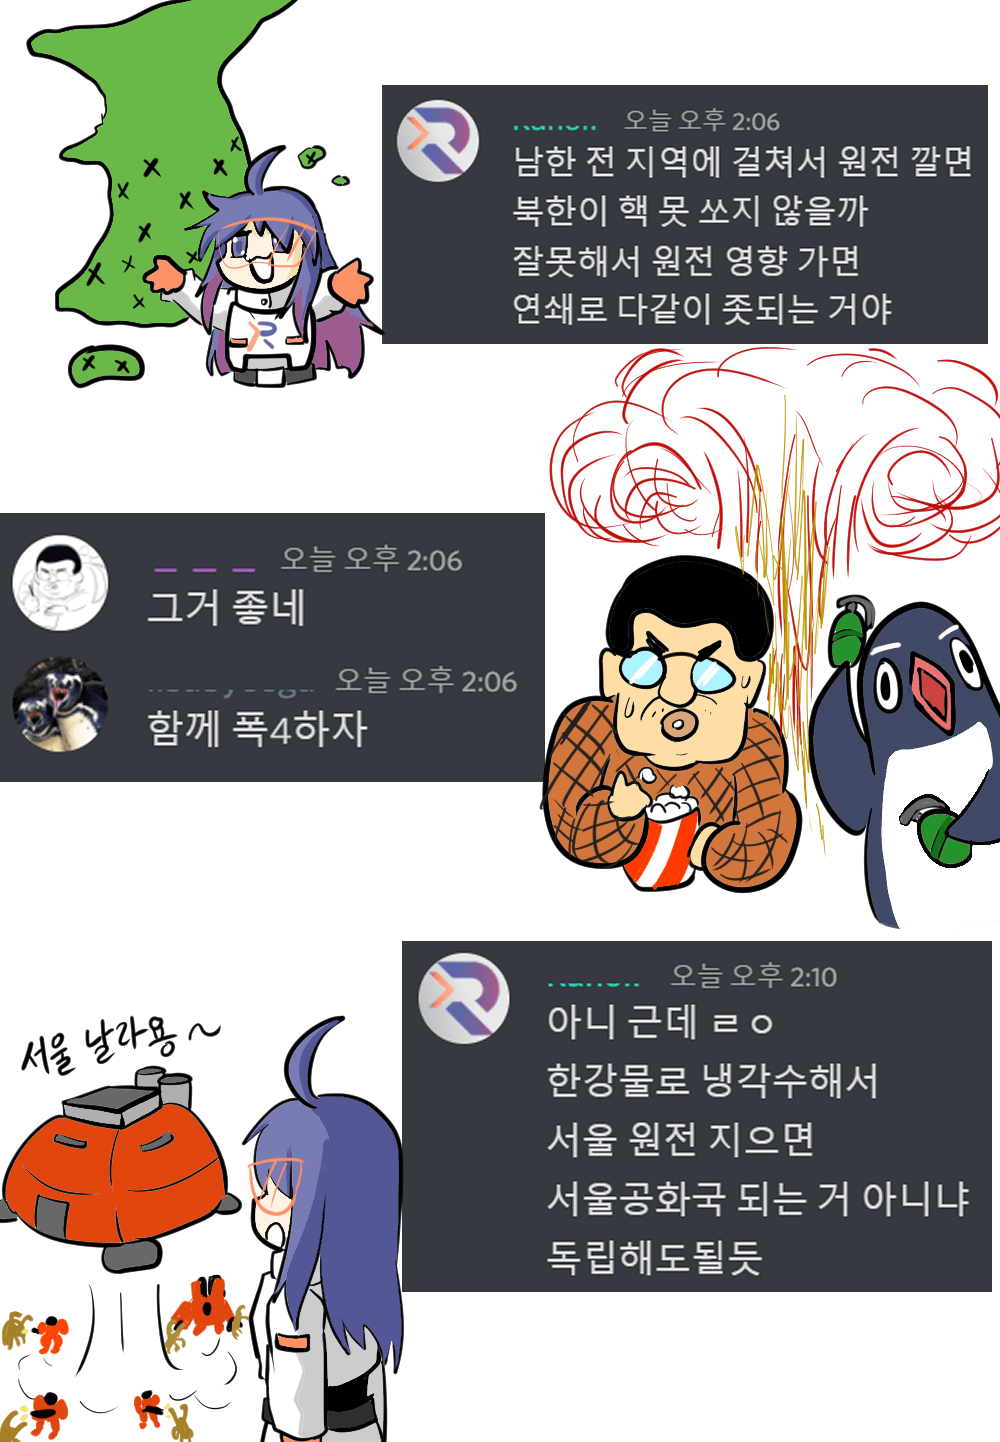 오늘 오후 2:06
남한 전 지역에 걸쳐서 원전 깔면
북한이 핵 못 쏘지 않을까
잘못해서 원전 영향 가면
연쇄로 다같이 좃되는 거야
오늘 오후 2:06
그거 좋네
오늘 오후 2:06
함께 폭4하자
오늘 오후 2:10
아니 근데 ㄹㅇ
한강물로 냉각수해서
서울 원전 지으면
서울공화국 되는 거 아니냐
독립해도될듯
서울 날라용~